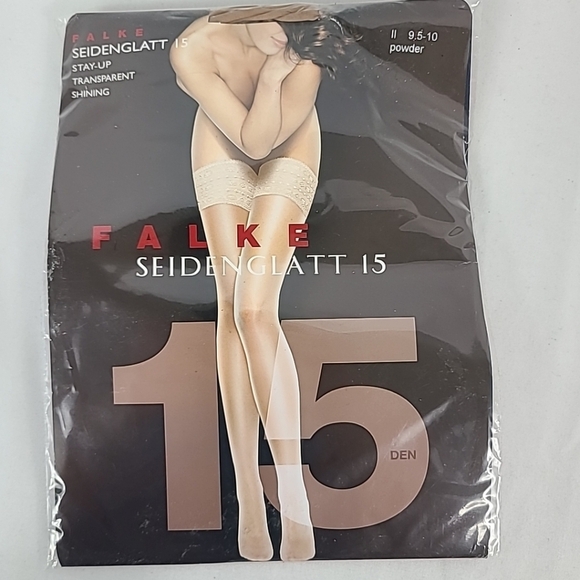 FALKE
SEIDENGLATT 15
STAY-UP
TRANSPARENT
SHINING
II 9.5-10
powder
FALKE
SEIDENGLATT 15
15
DEN